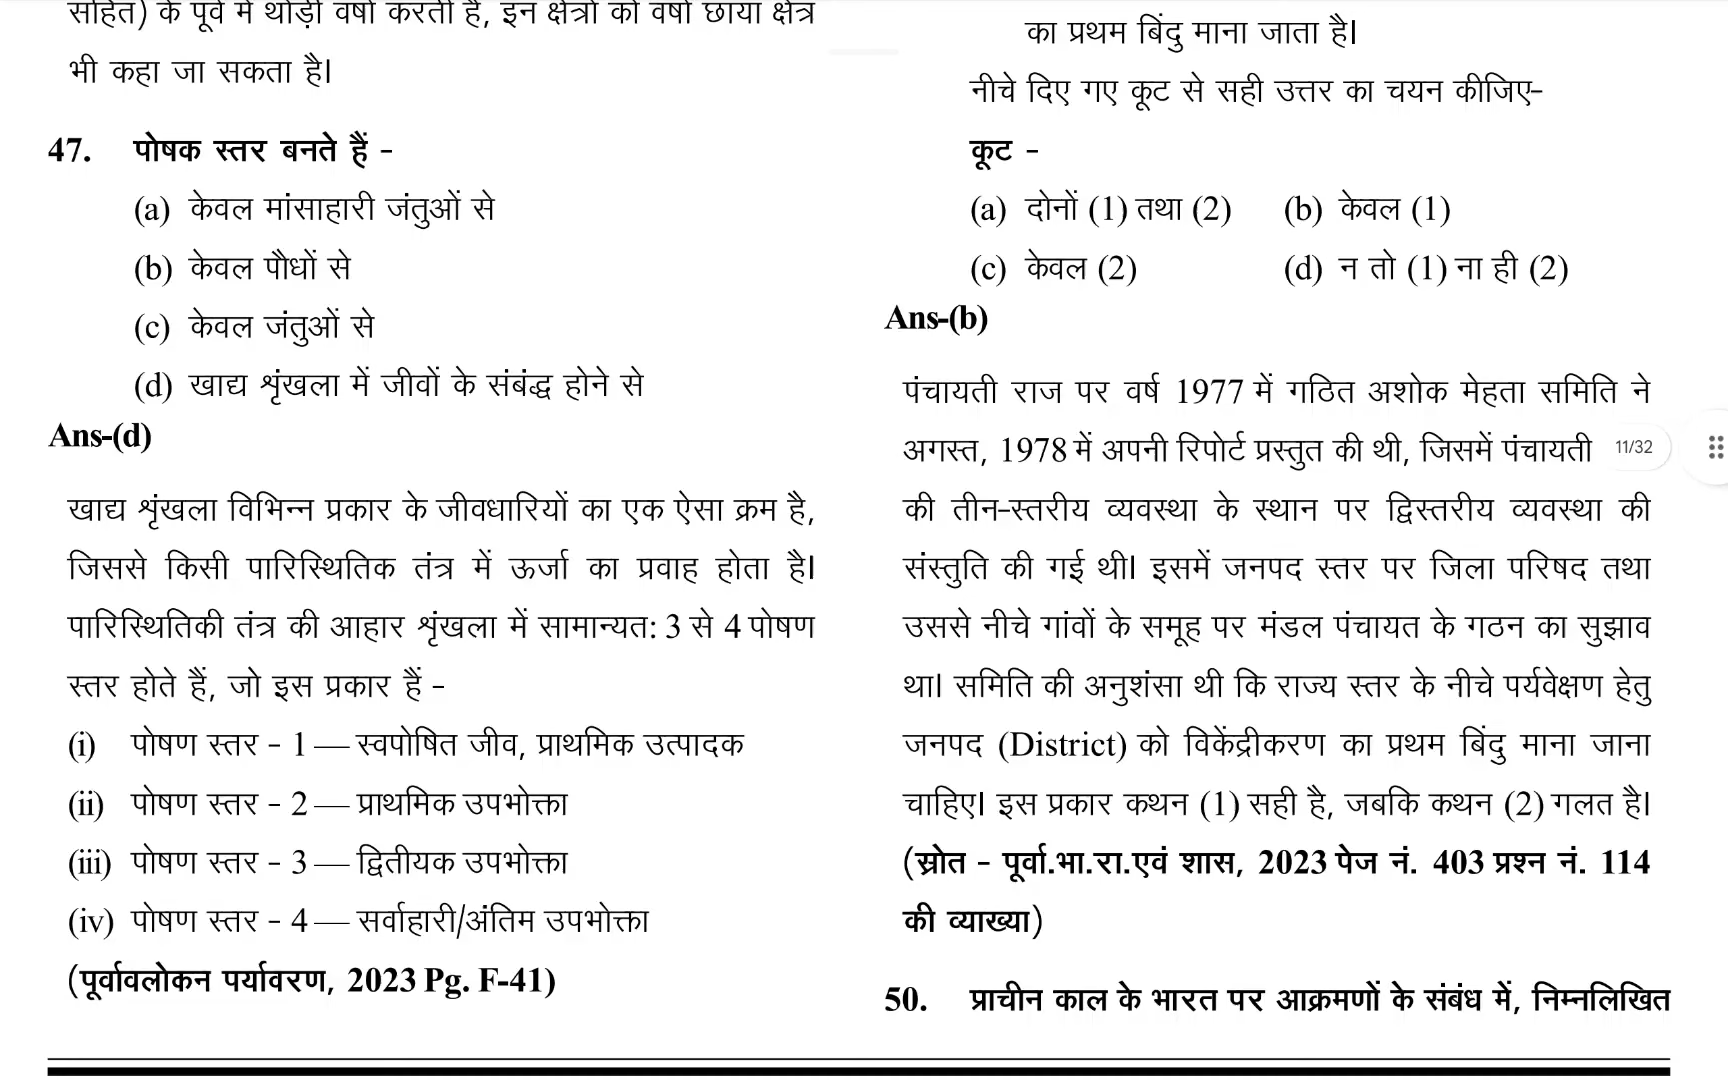 सहित) के पूर्व में थोड़ी वर्षा करती है, इन क्षेत्रों को वर्षा छाया क्षेत्र
भी कहा जा सकता है।
47. पोषक स्तर बनते हैं -
(a) केवल मांसाहारी जंतुओं से
(b) केवल पौधों से
(c) केवल जंतुओं से
(d) खाद्य श्रृंखला में जीवों के संबंद्ध होने से
Ans-(d)
खाद्य श्रृंखला विभिन्न प्रकार के जीवधारियों का एक ऐसा क्रम है,
जिससे किसी पारिस्थितिक तंत्र में ऊर्जा का प्रवाह होता है।
पारिस्थितिकी तंत्र की आहार श्रृंखला में सामान्यत: 3 से 4 पोषण
स्तर होते हैं, जो इस प्रकार हैं -
(i) पोषण स्तर - 1 — स्वपोषित जीव, प्राथमिक उत्पादक
(ii) पोषण स्तर - 2 — प्राथमिक उपभोक्ता
(iii) पोषण स्तर - 3 — द्वितीयक उपभोक्ता
(iv) पोषण स्तर - 4 — सर्वाहारी/अंतिम उपभोक्ता
(पूर्वावलोकन पर्यावरण, 2023 Pg. F-41)
का प्रथम बिंदु माना जाता है।
नीचे दिए गए कूट से सही उत्तर का चयन कीजिए-
कूट -
(a) दोनों (1) तथा (2) (b) केवल (1)
(c) केवल (2) (d) न तो (1) ना ही (2)
Ans-(b)
पंचायती राज पर वर्ष 1977 में गठित अशोक मेहता समिति ने
अगस्त, 1978 में अपनी रिपोर्ट प्रस्तुत की थी, जिसमें पंचायती
11/32
की तीन-स्तरीय व्यवस्था के स्थान पर द्विस्तरीय व्यवस्था की
संस्तुति की गई थी। इसमें जनपद स्तर पर जिला परिषद तथा
उससे नीचे गांवों के समूह पर मंडल पंचायत के गठन का सुझाव
था। समिति की अनुशंसा थी कि राज्य स्तर के नीचे पर्यवेक्षण हेतु
जनपद (District) को विकेंद्रीकरण का प्रथम बिंदु माना जाना
चाहिए। इस प्रकार कथन (1) सही है, जबकि कथन (2) गलत है।
(स्रोत - पूर्वा.भा.रा.एवं शास, 2023 पेज नं. 403 प्रश्न नं. 114
की व्याख्या)
50. प्राचीन काल के भारत पर आक्रमणों के संबंध में, निम्नलिखित